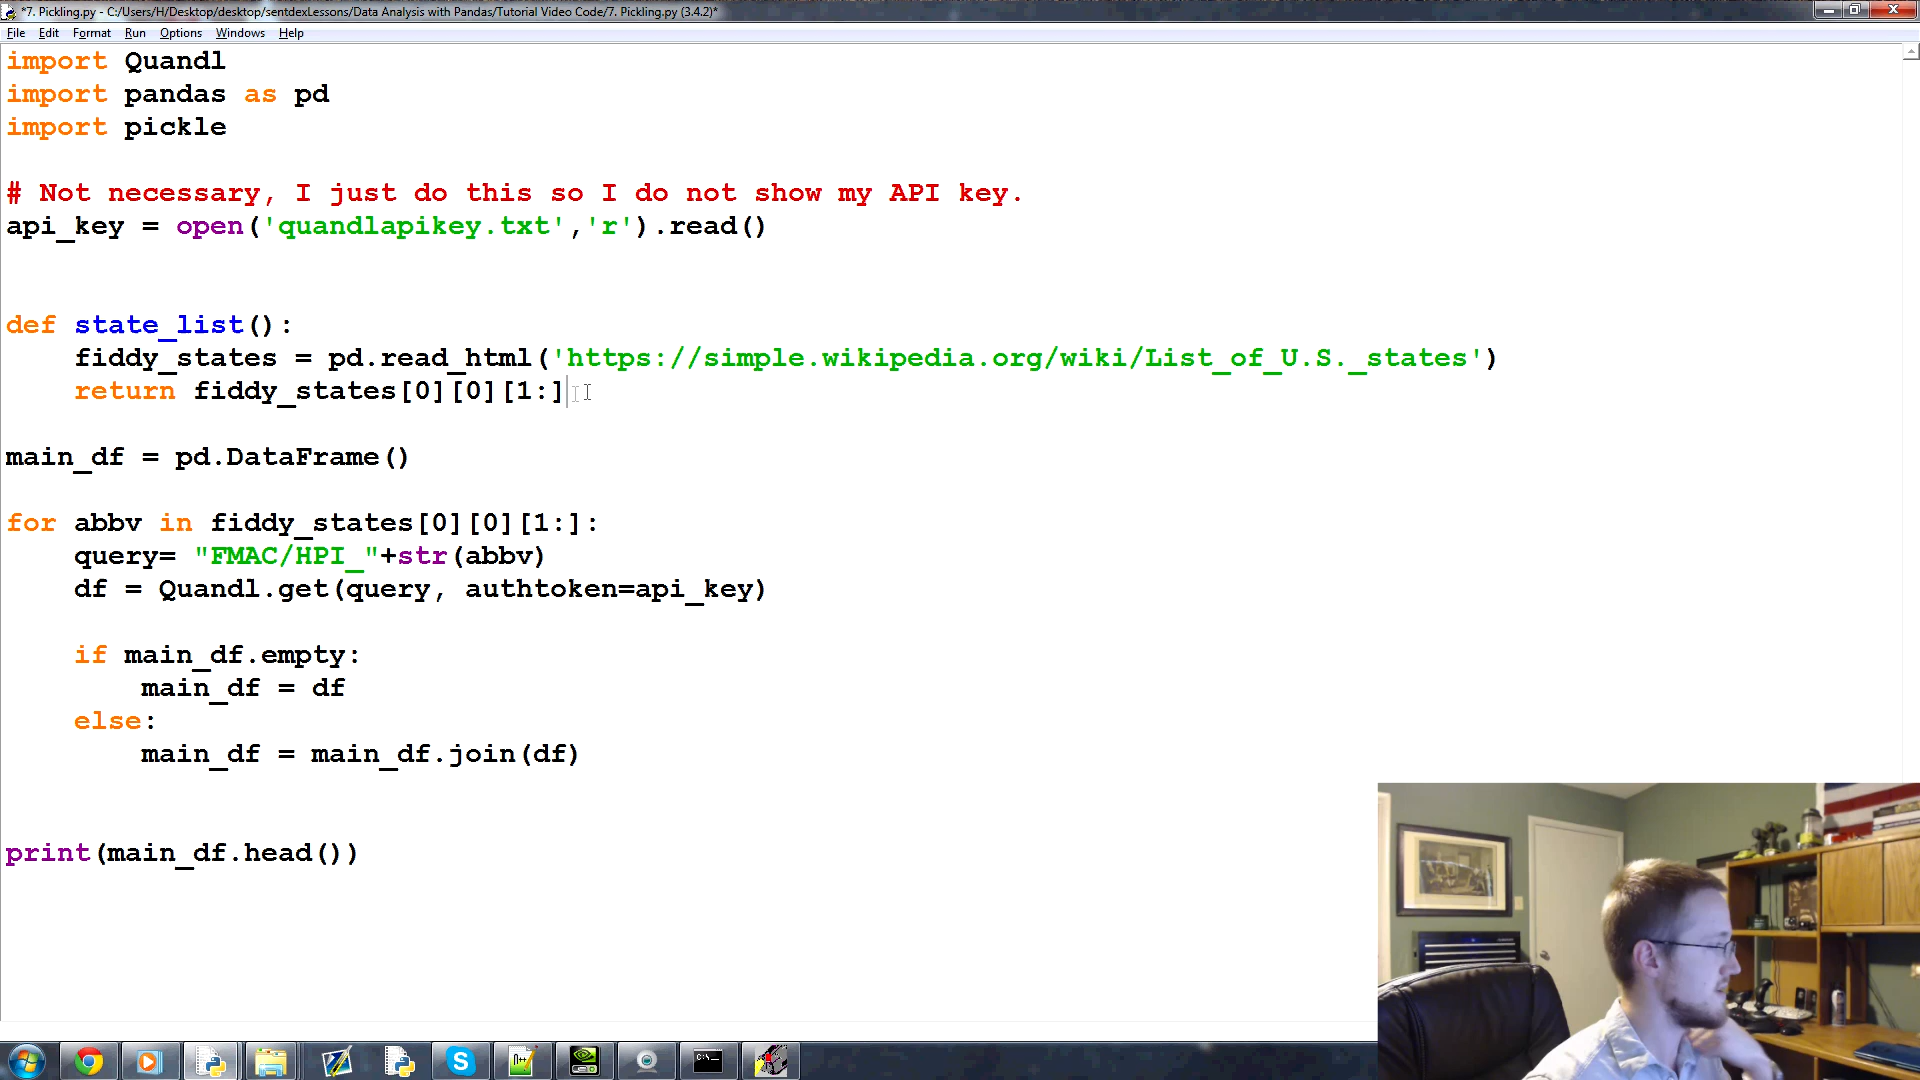 *7. Pickling.py - C:/Users/H/Desktop/desktop/sentdexLessons/Data Analysis with Pandas/Tutorial Video Code/7. Pickling.py (3.4.2)*
File Edit Format Run Options Windows Help
import Quandl
import pandas as pd
import pickle
# Not necessary, I just do this so I do not show my API key.
api_key = open('quandlapikey.txt','r').read()
def state_list():
    fiddy_states = pd.read_html('https://simple.wikipedia.org/wiki/List_of_U.S._states')
    return fiddy_states[0][0][1:]
main_df = pd.DataFrame()
for abbv in fiddy_states[0][0][1:]:
    query= "FMAC/HPI_"+str(abbv)
    df = Quandl.get(query, authtoken=api_key)
    if main_df.empty:
        main_df = df
    else:
        main_df = main_df.join(df)
print(main_df.head())